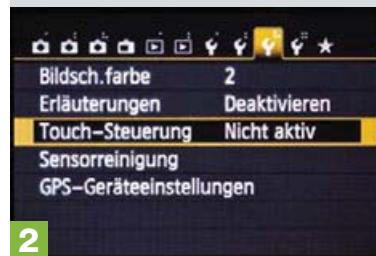 Bildsch.farbe 2
Erläuterungen Deaktivieren
Touch-Steuerung Nicht aktiv
Sensorreinigung
GPS-Geräteeinstellungen
2